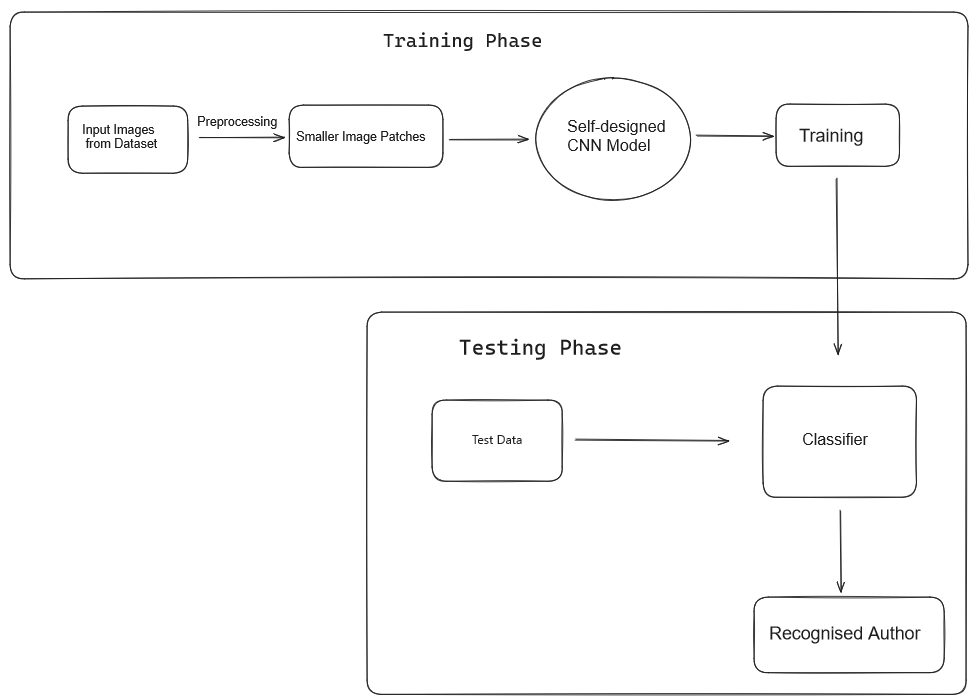 Training Phase
Input Images
from Dataset
Preprocessing
Smaller Image Patches
Self-designed
CNN Model
Training
Testing Phase
Test Data
Classifier
Recognised Author